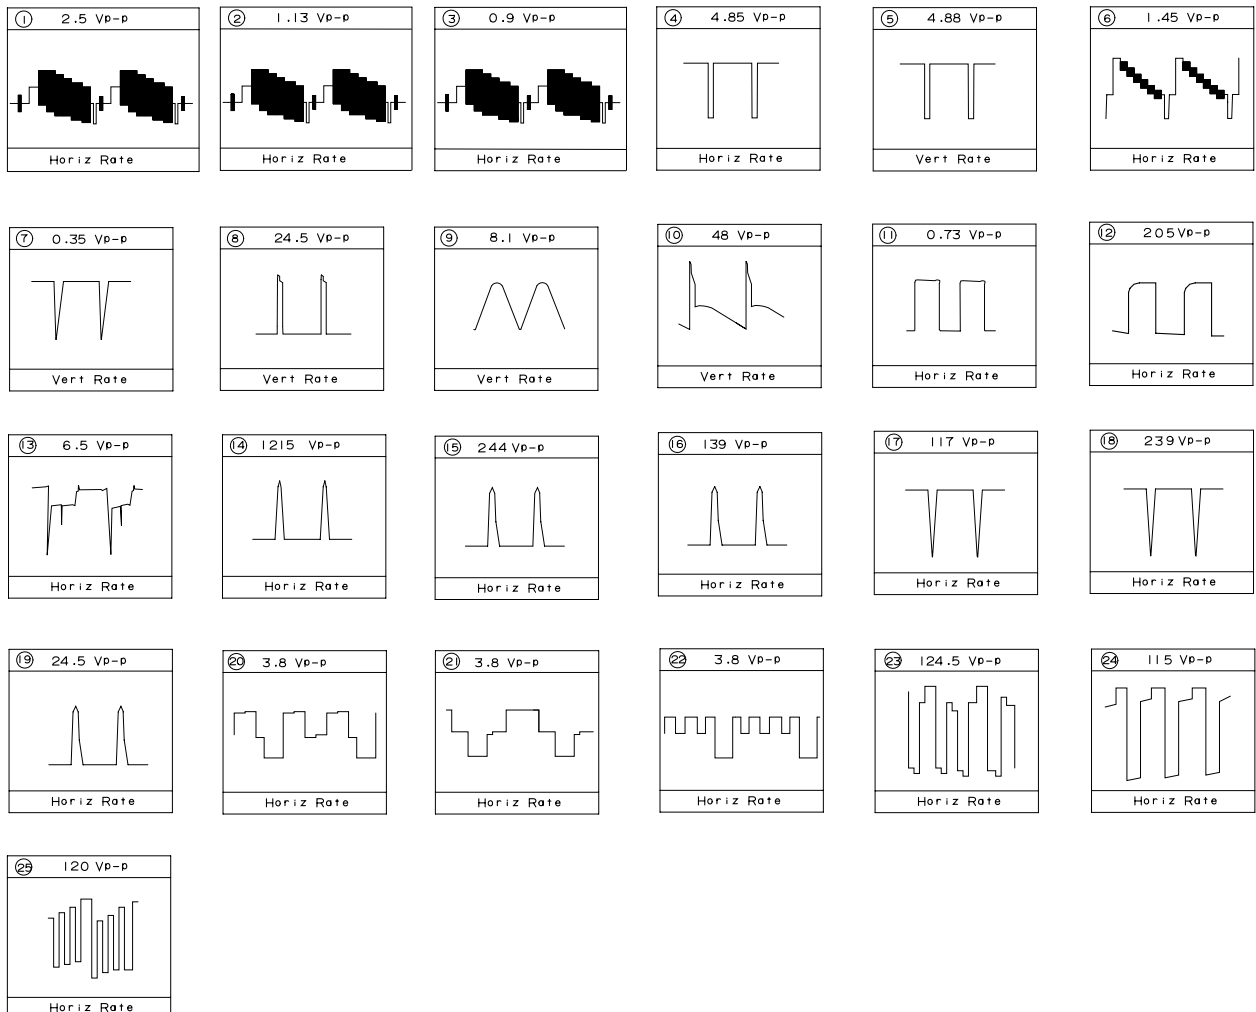 1 2.5 Vp-p
Horiz Rate
2 1.13 Vp-p
Horiz Rate
3 0.9 Vp-p
Horiz Rate
4 4.85 Vp-p
Horiz Rate
5 4.88 Vp-p
Vert Rate
6 1.45 Vp-p
Horiz Rate
7 0.35 Vp-p
Vert Rate
8 24.5 Vp-p
Vert Rate
9 8.1 Vp-p
Vert Rate
10 48 Vp-p
Vert Rate
11 0.73 Vp-p
Horiz Rate
12 205Vp-p
Horiz Rate
13 6.5 Vp-p
Horiz Rate
14 1215 Vp-p
Horiz Rate
15 244 Vp-p
Horiz Rate
16 139 Vp-p
Horiz Rate
17 117 Vp-p
Horiz Rate
18 239 Vp-p
Horiz Rate
19 24.5 Vp-p
Horiz Rate
20 3.8 Vp-p
Horiz Rate
21 3.8 Vp-p
Horiz Rate
22 3.8 Vp-p
Horiz Rate
23 124.5 Vp-p
Horiz Rate
24 115 Vp-p
Horiz Rate
25 120 Vp-p
Horiz Rate